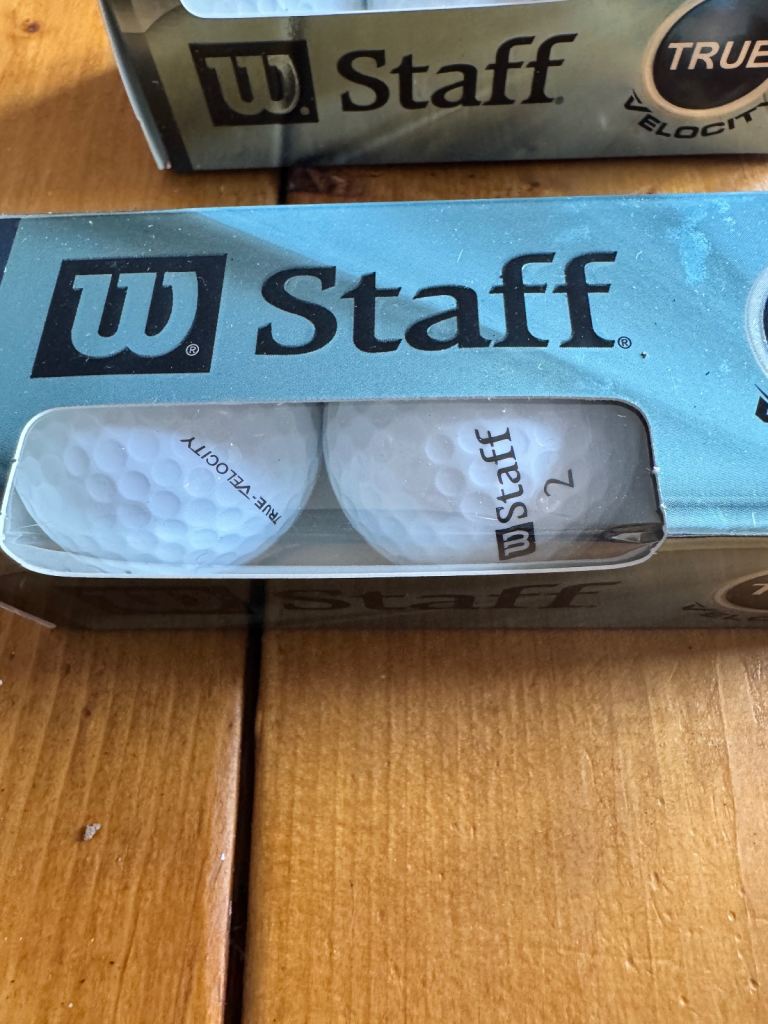 W. Staff.
TRUE
VELOCITY
W® Staff®
TRUE VELOCITY
W Staff
2
Staff